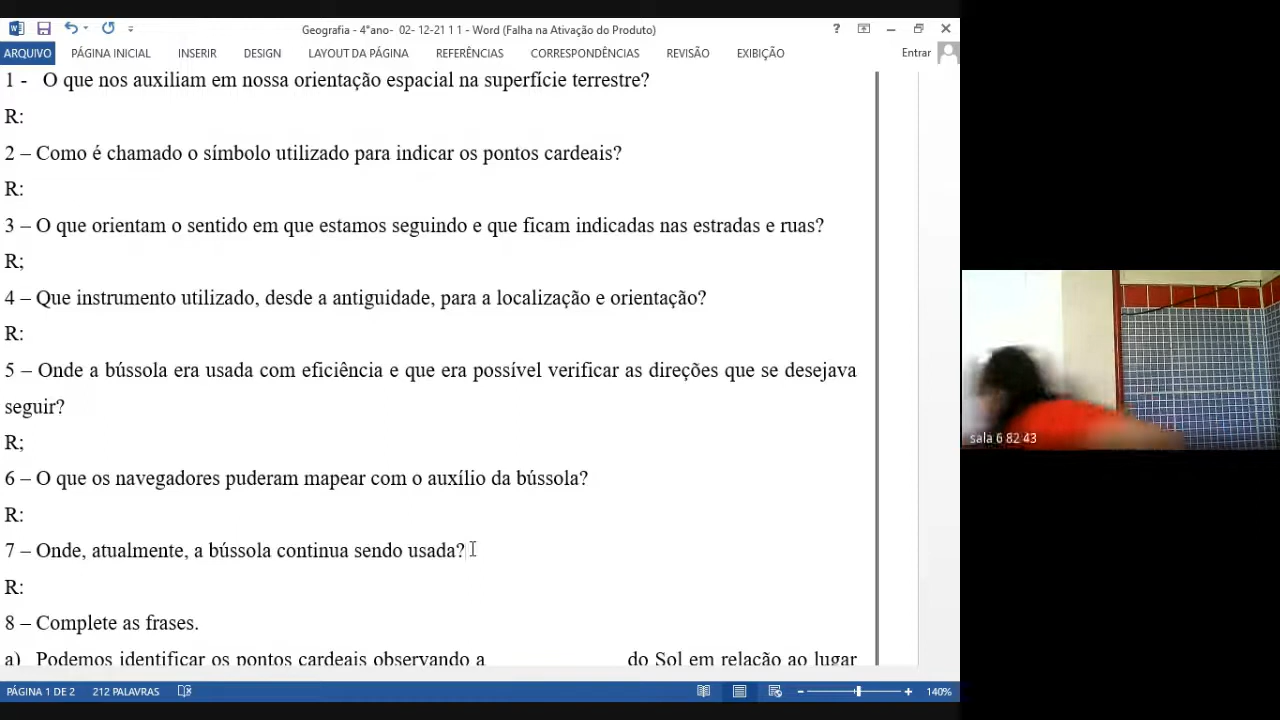 Geografia - 4°ano- 02- 12-21 1 1 - Word (Falha na Ativação do Produto)
ARQUIVO PÁGINA INICIAL INSERIR DESIGN LAYOUT DA PÁGINA REFERÊNCIAS CORRESPONDÊNCIAS REVISÃO EXIBIÇÃO Entrar
1 - O que nos auxiliam em nossa orientação espacial na superfície terrestre?
R:
2 – Como é chamado o símbolo utilizado para indicar os pontos cardeais?
R:
3 – O que orientam o sentido em que estamos seguindo e que ficam indicadas nas estradas e ruas?
R;
4 – Que instrumento utilizado, desde a antiguidade, para a localização e orientação?
R:
5 – Onde a bússola era usada com eficiência e que era possível verificar as direções que se desejava
seguir?
R;
6 – O que os navegadores puderam mapear com o auxílio da bússola?
R:
7 – Onde, atualmente, a bússola continua sendo usada?
R:
8 – Complete as frases.
a) Podemos identificar os pontos cardeais observando a do Sol em relação ao lugar
sala 6 82 43
PÁGINA 1 DE 2 212 PALAVRAS 140%